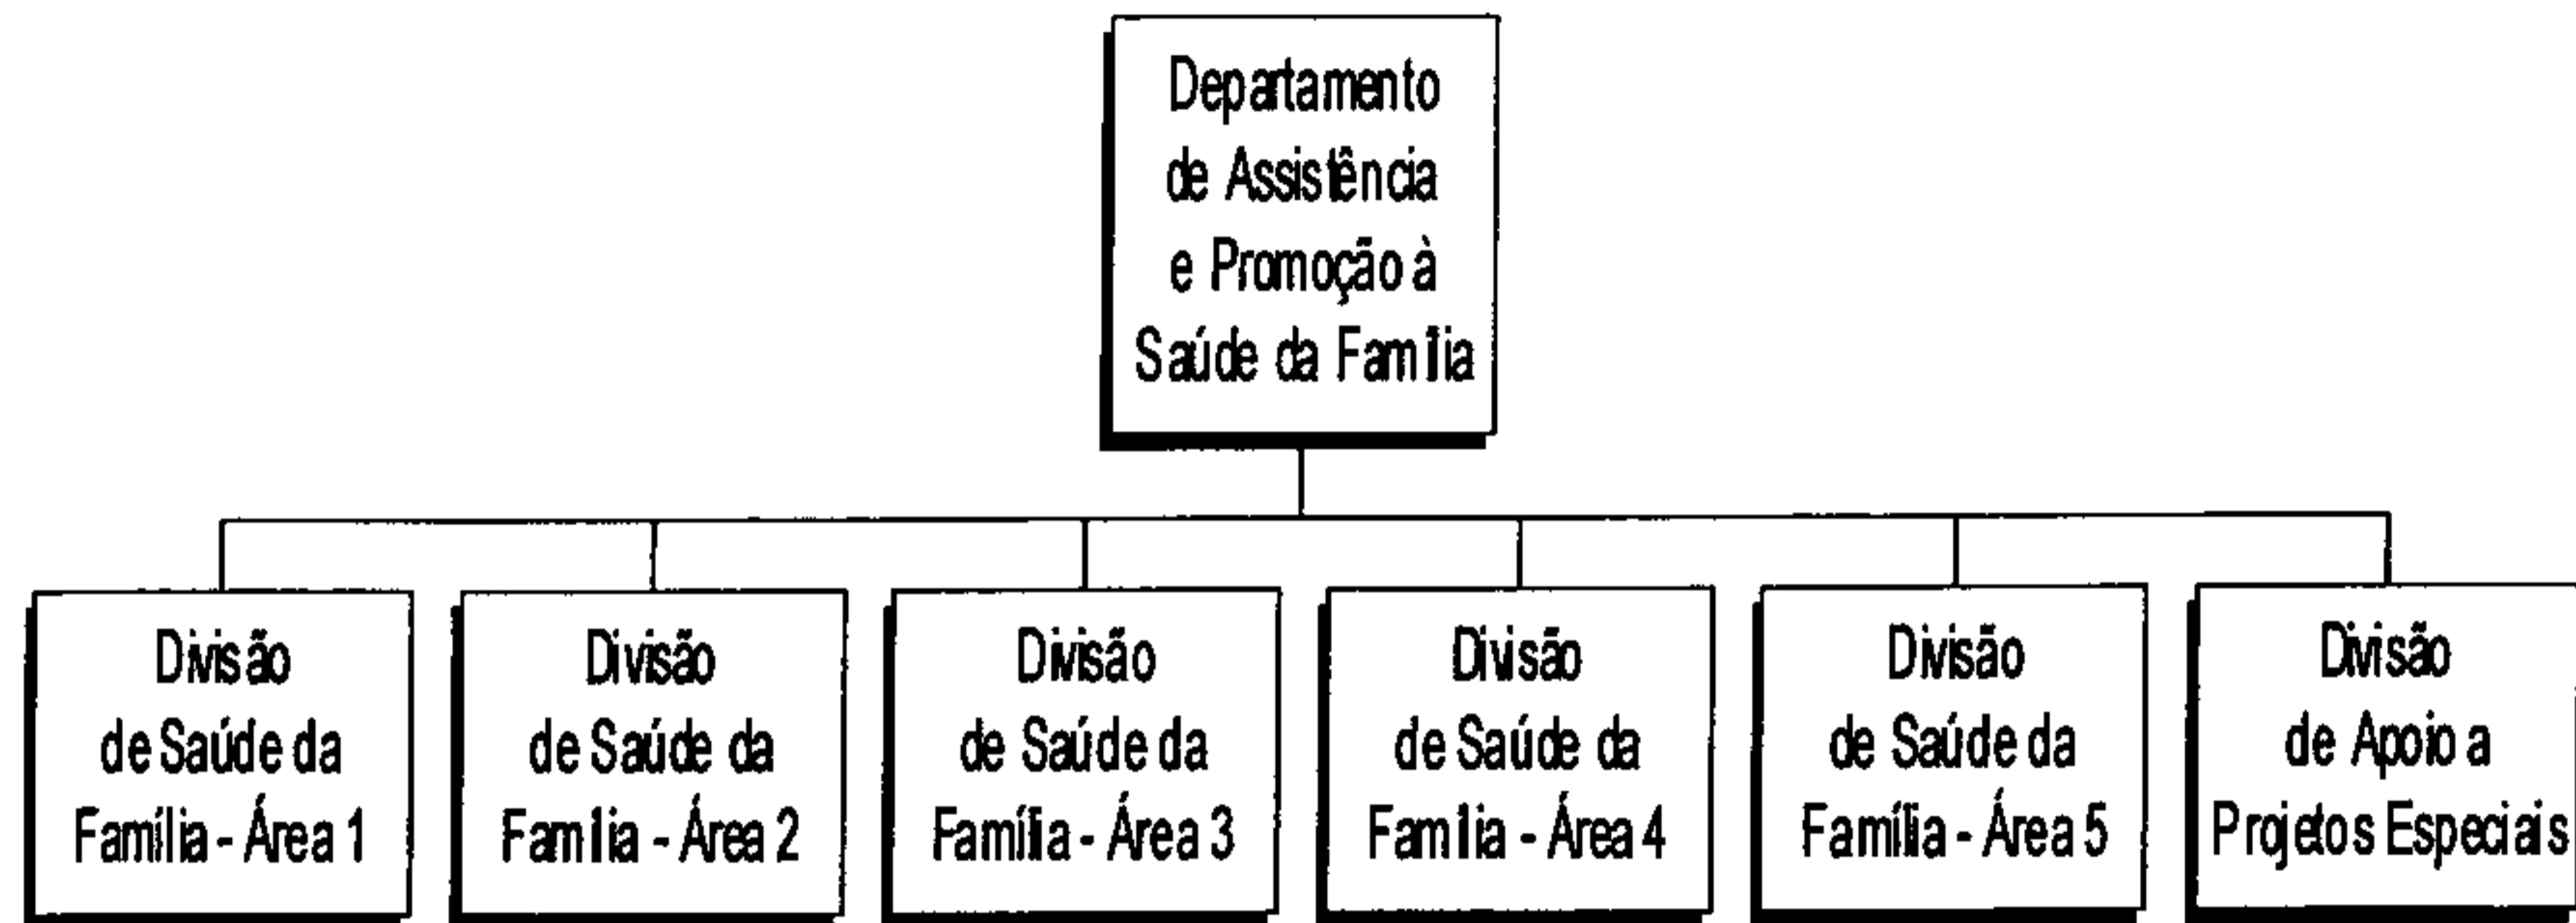 Departamento
de Assistência
e Promoção à
Saúde da Família
Divisão
de Saúde da
Família - Área 1
Divisão
de Saúde da
Família - Área 2
Divisão
de Saúde da
Família - Área 3
Divisão
de Saúde da
Família - Área 4
Divisão
de Saúde da
Família - Área 5
Divisão
de Apoio a
Projetos Especiais